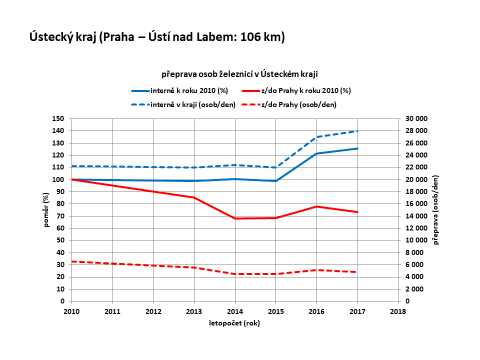 Ústecký kraj (Praha – Ústí nad Labem: 106 km)
přeprava osob železnicí v Ústeckém kraji
interně k roku 2010 (%) z/do Prahy k roku 2010 (%)
interně v kraji (osob/den) z/do Prahy (osob/den)
150 30 000
140 28 000
130 26 000
120 24 000
110 22 000
100 20 000
90 18 000
80 16 000
70 14 000
60 12 000
50 10 000
40 8 000
30 6 000
20 4 000
10 2 000
0 0
poměr (%)
přeprava (osob/den)
2010 2011 2012 2013 2014 2015 2016 2017 2018
letopočet (rok)